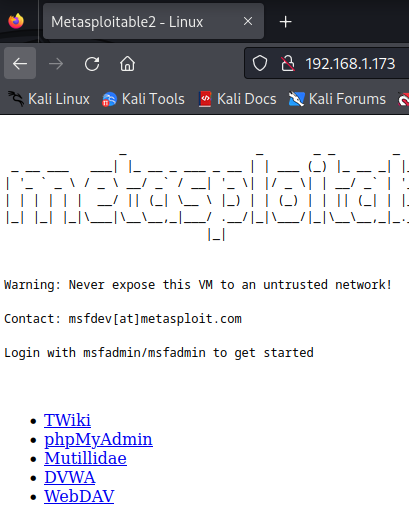 Metasploitable2 - Linux
192.168.1.173
Kali Linux
Kali Tools
Kali Docs
Kali Forums
Warning: Never expose this VM to an untrusted network!
Contact: msfdev[at]metasploit.com
Login with msfadmin/msfadmin to get started
TWiki
phpMyAdmin
Mutillidae
DVWA
WebDAV